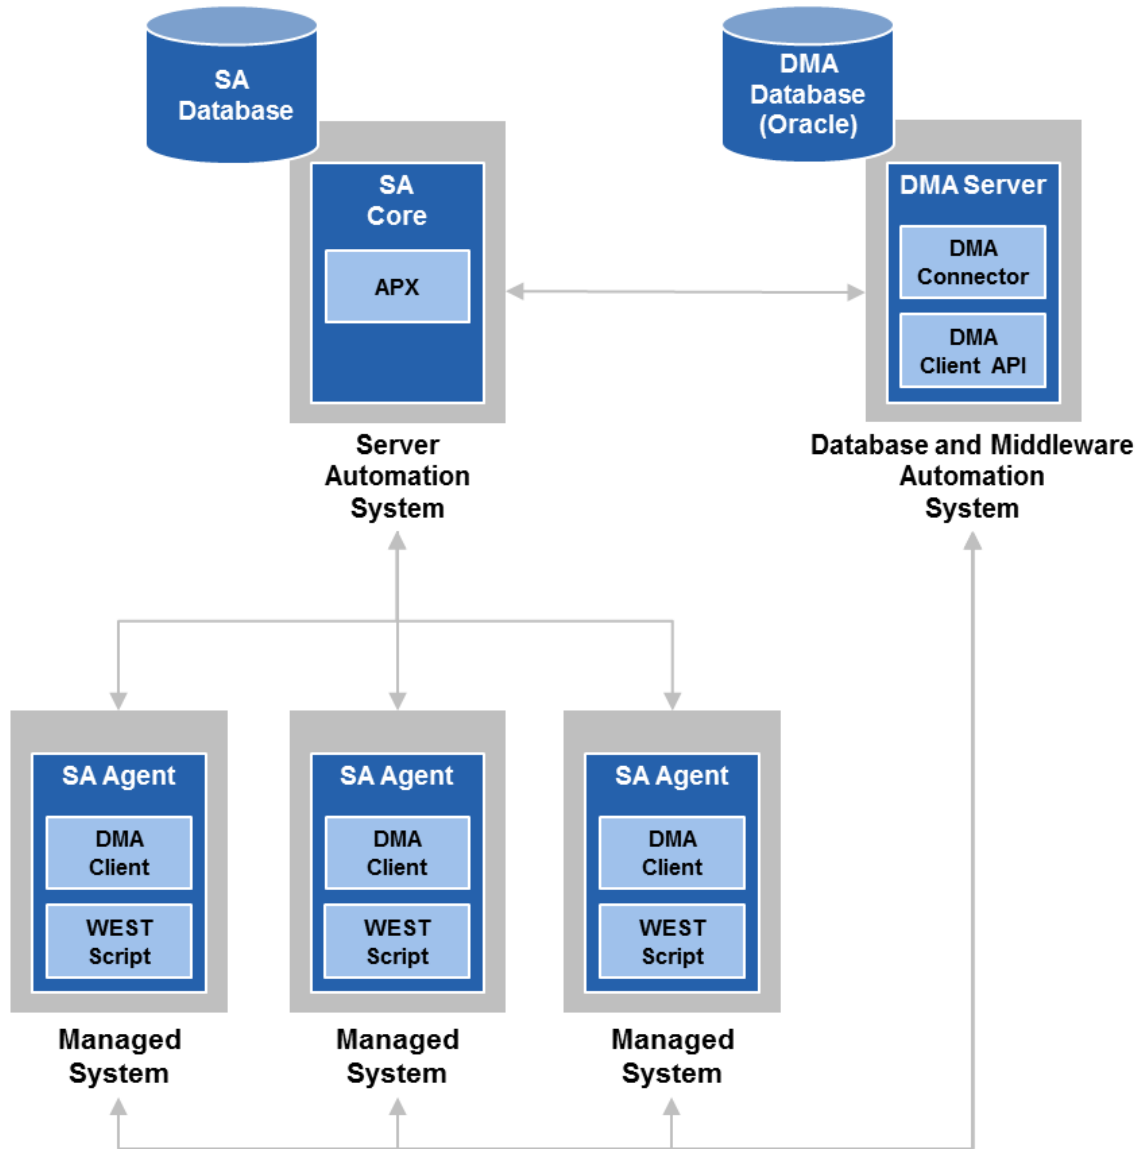 SA
Database
DMA
Database
(Oracle)
SA
Core
APX
DMA Server
DMA
Connector
DMA
Client API
Server
Automation
System
Database and Middleware
Automation
System
SA Agent
DMA
Client
WEST
Script
Managed
System
SA Agent
DMA
Client
WEST
Script
Managed
System
SA Agent
DMA
Client
WEST
Script
Managed
System